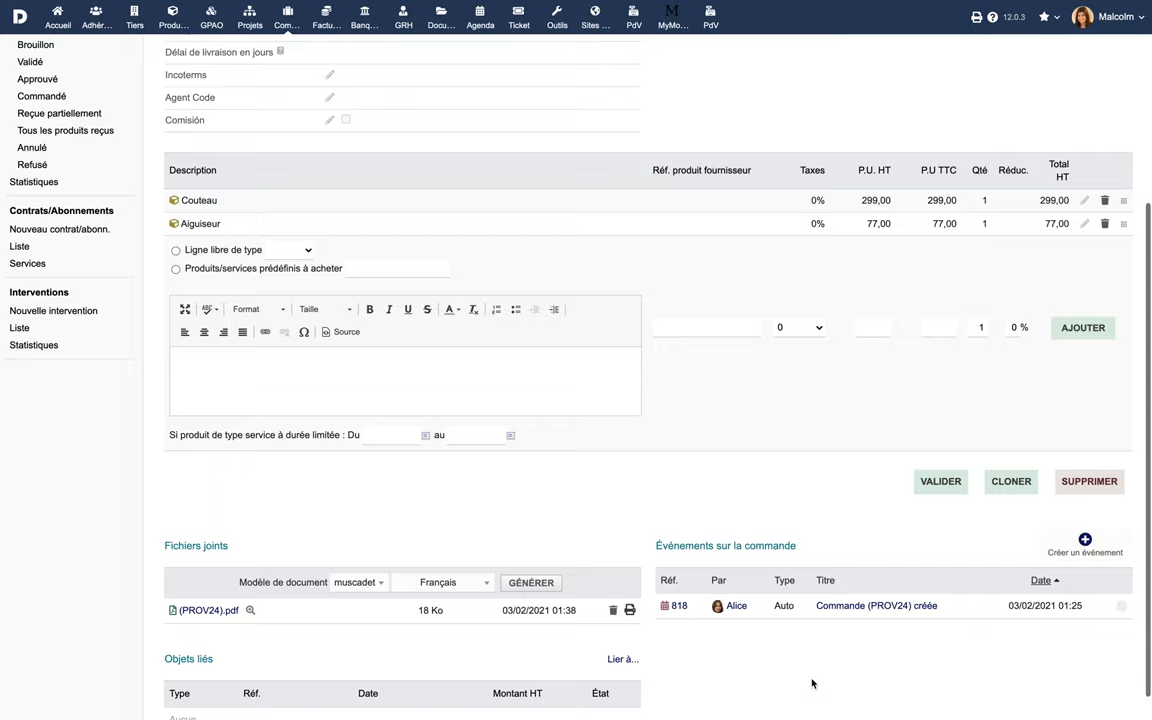 D Accueil Adhér... Tiers Produ... GPAO Projets Com... Factu... Banq... GRH Docu... Agenda Ticket Outils Sites ... PdV M MyMo... PdV 12.0.3 Malcolm
Brouillon
Validé
Approuvé
Commandé
Reçue partiellement
Tous les produits reçus
Annulé
Refusé
Statistiques
Contrats/Abonnements
Nouveau contrat/abonn.
Liste
Services
Interventions
Nouvelle intervention
Liste
Statistiques
Délai de livraison en jours
Incoterms
Agent Code
Comisión
Description Réf. produit fournisseur Taxes P.U. HT P.U TTC Qté Réduc. Total HT
Couteau 0% 299,00 299,00 1 299,00
Aiguiseur 0% 77,00 77,00 1 77,00
Ligne libre de type
Produits/services prédéfinis à acheter
ABC Format Taille B I U S A Tx
Ω Source
0 1 0 % AJOUTER
Si produit de type service à durée limitée : Du au
VALIDER CLONER SUPPRIMER
Fichiers joints
Modèle de document muscadet Français GÉNÉRER
(PROV24).pdf 18 Ko 03/02/2021 01:38
Événements sur la commande
Créer un événement
Réf. Par Type Titre Date
818 Alice Auto Commande (PROV24) créée 03/02/2021 01:25
Objets liés Lier à...
Type Réf. Date Montant HT État
Aucun